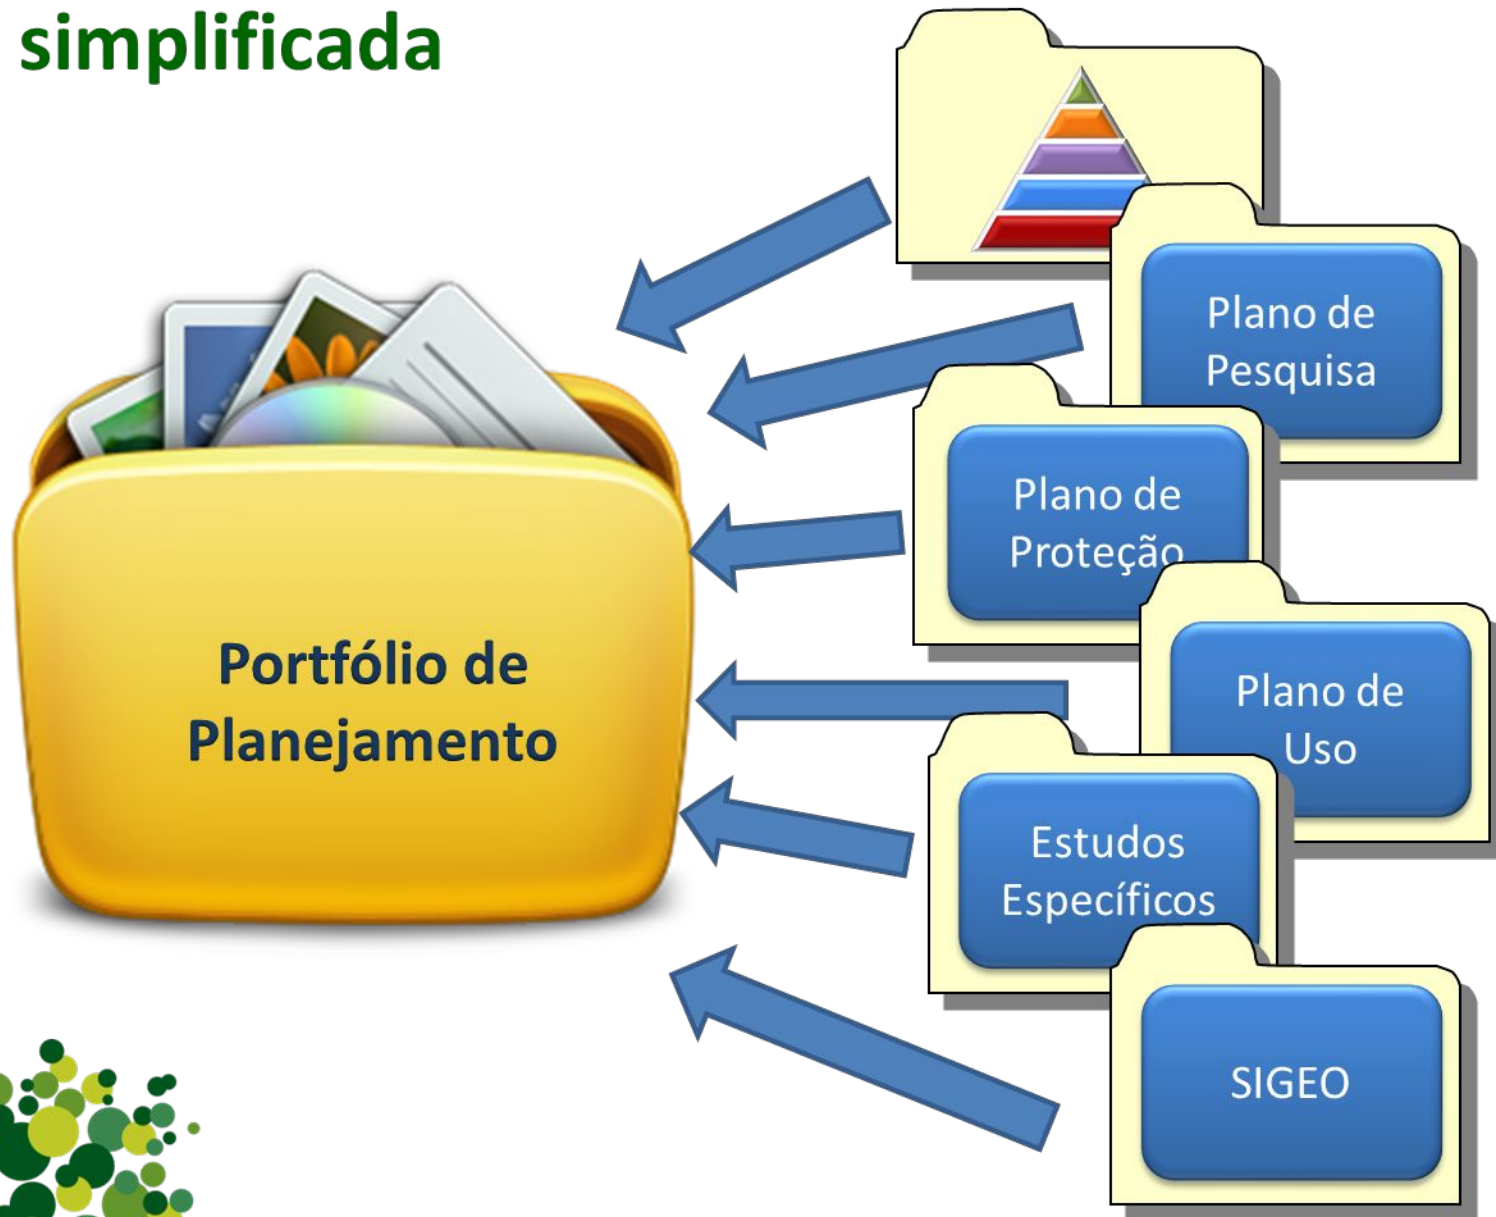 simplificada
Plano de
Pesquisa
Plano de
Proteção
Portfólio de
Planejamento
Plano de
Uso
Estudos
Específicos
SIGEO